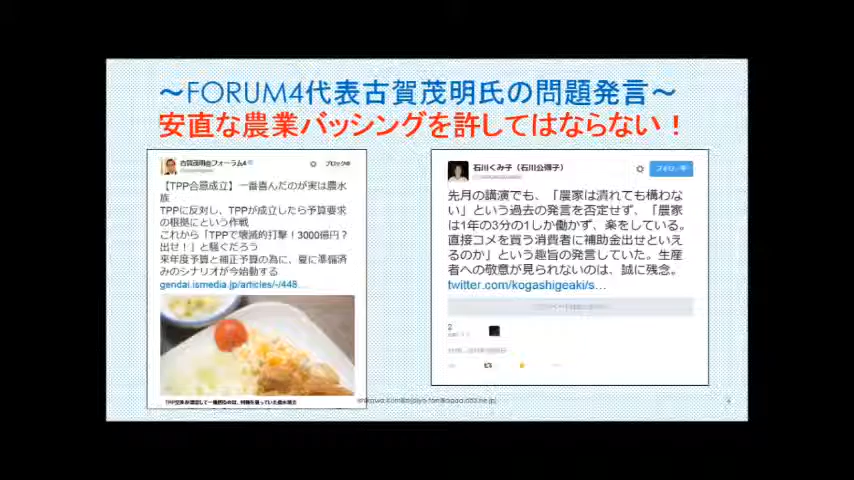 ～FORUM4代表古賀茂明氏の問題発言～
安直な農業バッシングを許してはならない！
古賀茂明@フォーラム4
ブロック中
【TPP合意成立】一番喜んだのが実は農水
族
TPPに反対し、TPPが成立したら予算要求
の根拠にという作戦
これから「TPPで壊滅的打撃！3000億円？
出せ！」と騒ぐだろう
来年度予算と補正予算の為に、夏に準備済
みのシナリオが今始動する
gendai.ismedia.jp/articles/-/448...
石川くみ子（石川公彌子）
フォロー中
先月の講演でも、「農家は潰れても構わな
い」という過去の発言を否定せず、「農家
は1年の3分の1しか働かず、楽をしている。
直接コメを買う消費者に補助金出せといえ
るのか」という趣旨の発言していた。生産
者への敬意が見られないのは、誠に残念。
twitter.com/kogashigeaki/s...
2